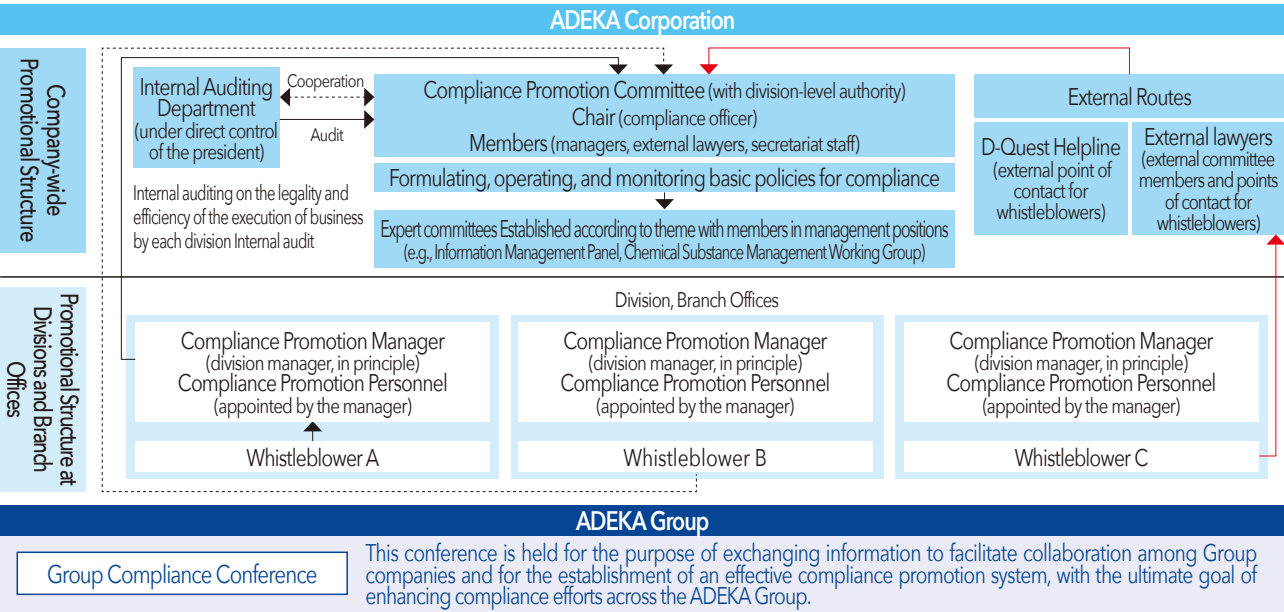 ADEKA Corporation
Company-wide
Promotional Structure
Internal Auditing
Department
(under direct control
of the president)
Cooperation
Audit
Internal auditing on the legality and
efficiency of the execution of business
by each division Internal audit
Compliance Promotion Committee (with division-level authority)
Chair (compliance officer)
Members (managers, external lawyers, secretariat staff)
Formulating, operating, and monitoring basic policies for compliance
Expert committees Established according to theme with members in management positions
(e.g., Information Management Panel, Chemical Substance Management Working Group)
External Routes
D-Quest Helpline
(external point of
contact for
whistleblowers)
External lawyers
(external committee
members and points
of contact for
whistleblowers)
Promotional Structure at
Divisions and Branch
Offices
Division, Branch Offices
Compliance Promotion Manager
(division manager, in principle)
Compliance Promotion Personnel
(appointed by the manager)
Whistleblower A
Compliance Promotion Manager
(division manager, in principle)
Compliance Promotion Personnel
(appointed by the manager)
Whistleblower B
Compliance Promotion Manager
(division manager, in principle)
Compliance Promotion Personnel
(appointed by the manager)
Whistleblower C
ADEKA Group
Group Compliance Conference
This conference is held for the purpose of exchanging information to facilitate collaboration among Group
companies and for the establishment of an effective compliance promotion system, with the ultimate goal of
enhancing compliance efforts across the ADEKA Group.